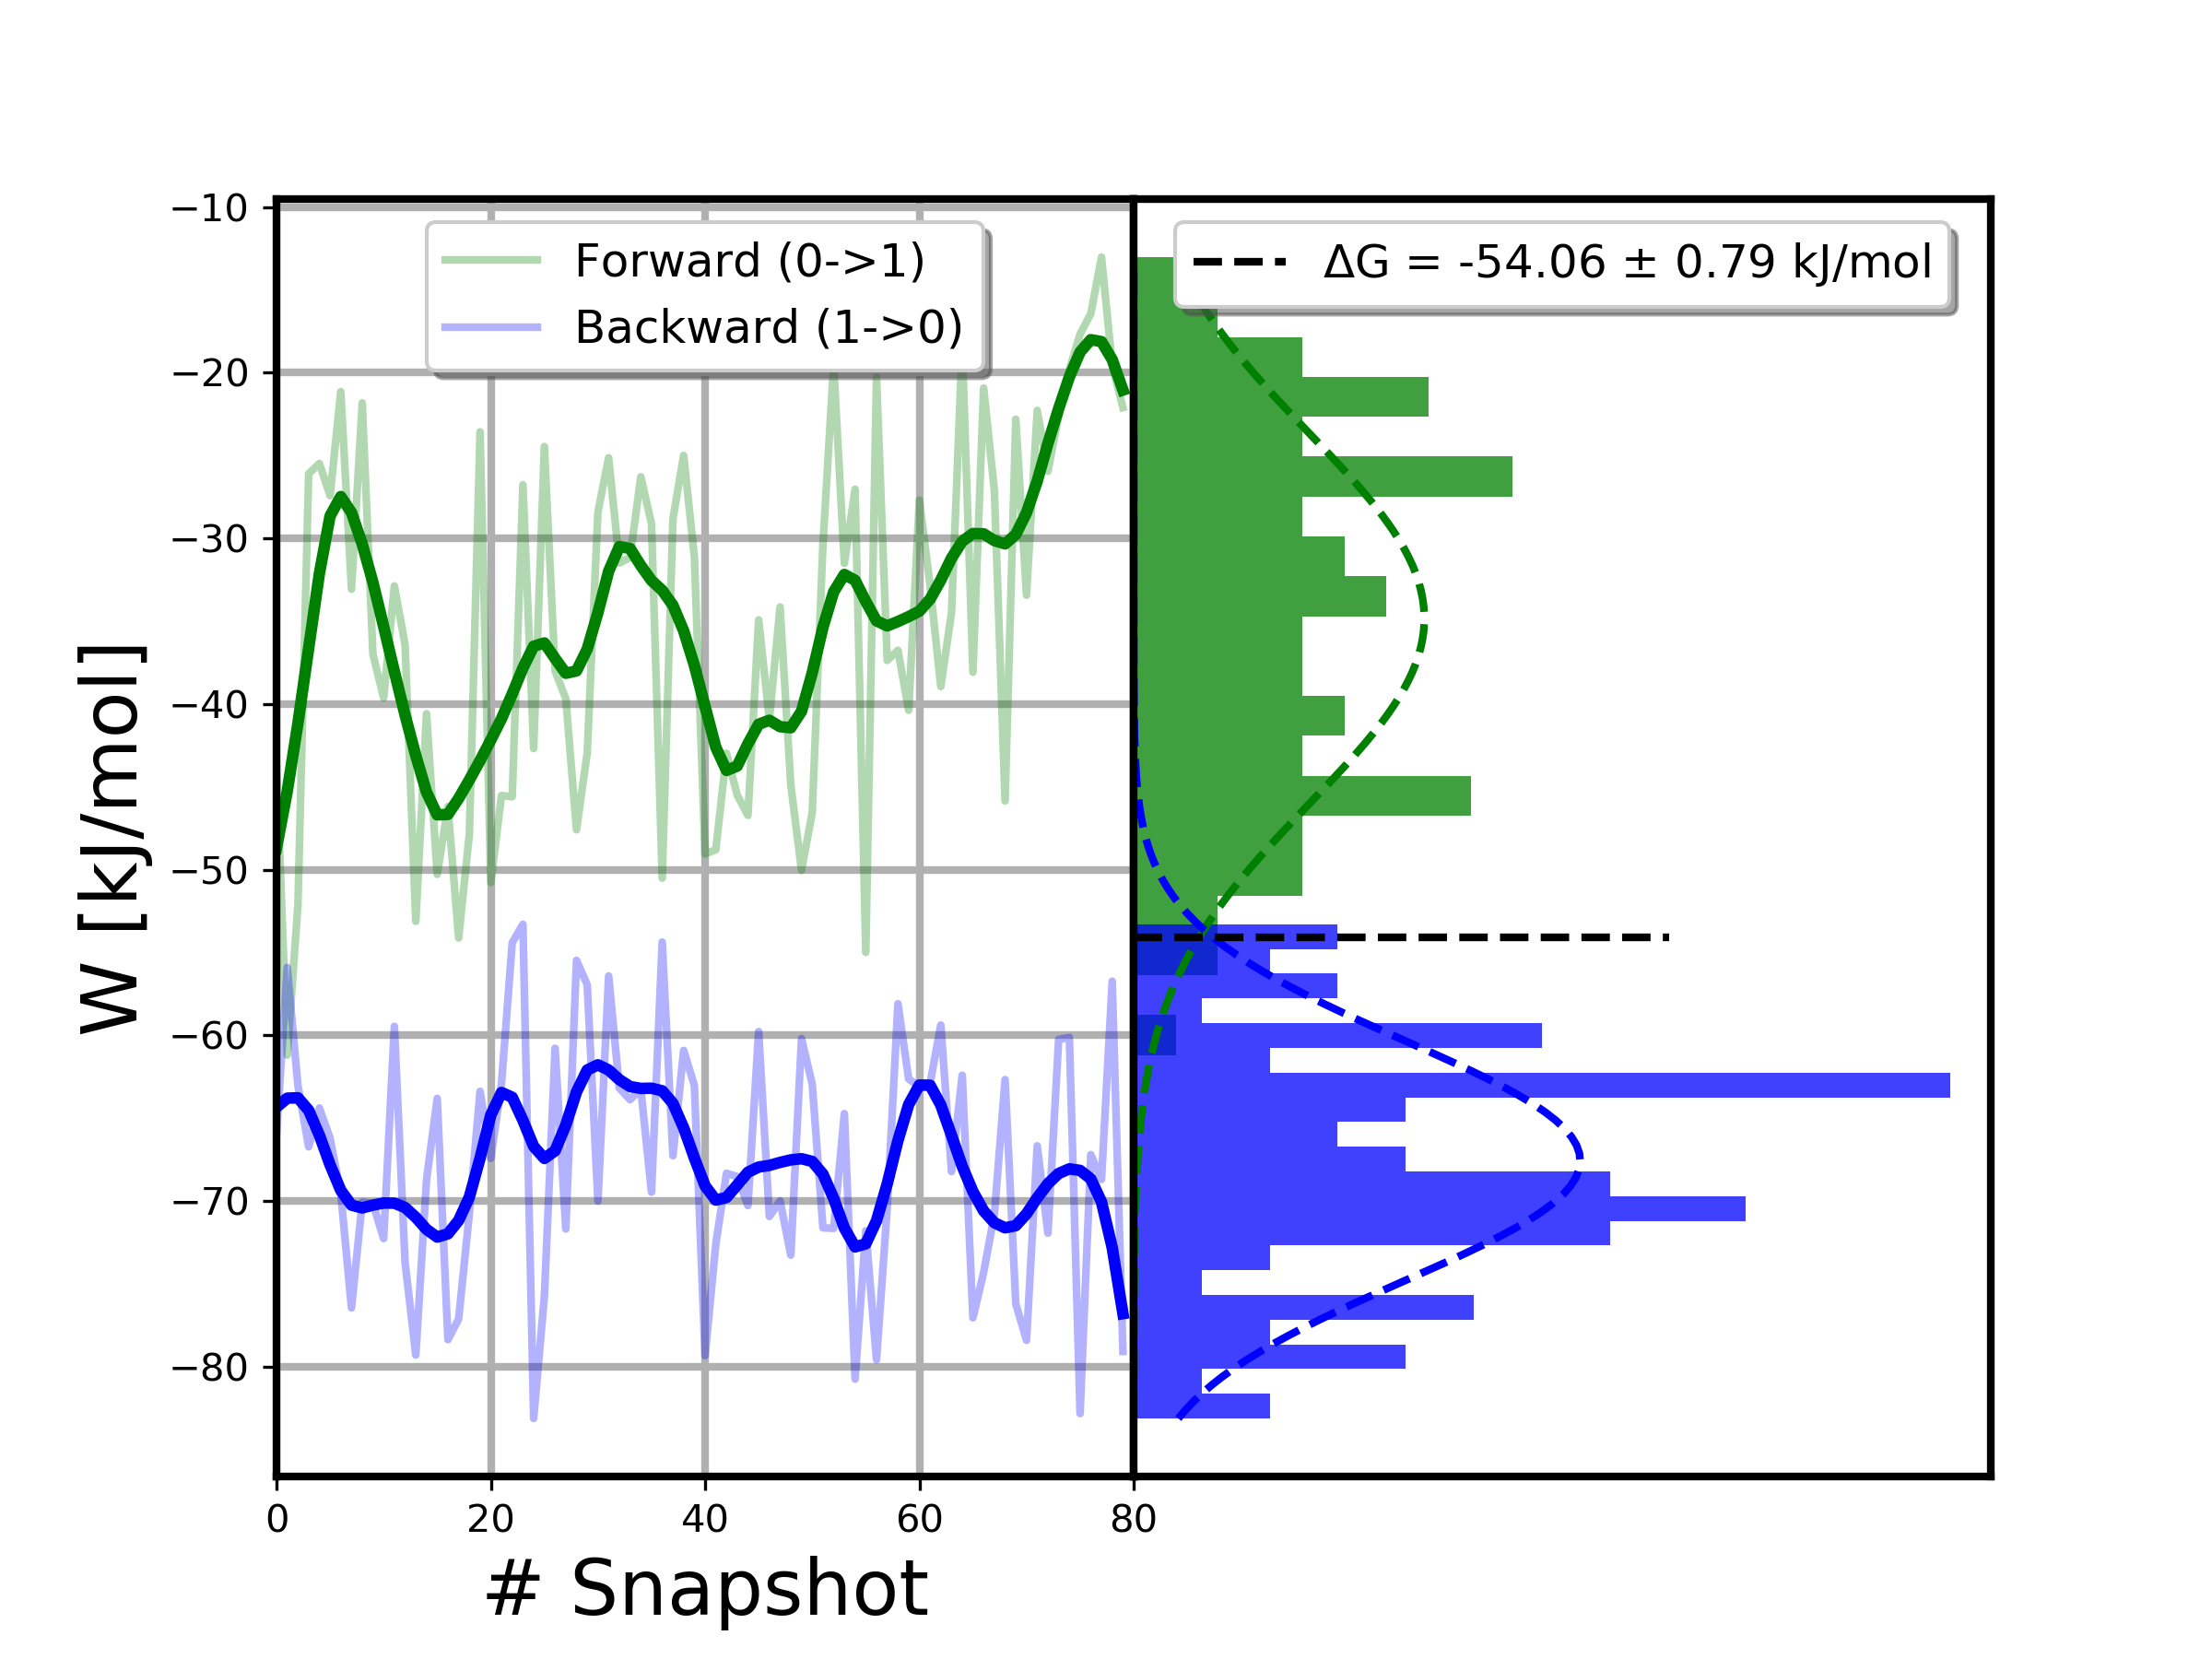 Forward (0->1)
Backward (1->0)
ΔG = -54.06 ± 0.79 kJ/mol
W [kJ/mol]
−10
−20
−30
−40
−50
−60
−70
−80
0 20 40 60 80
# Snapshot